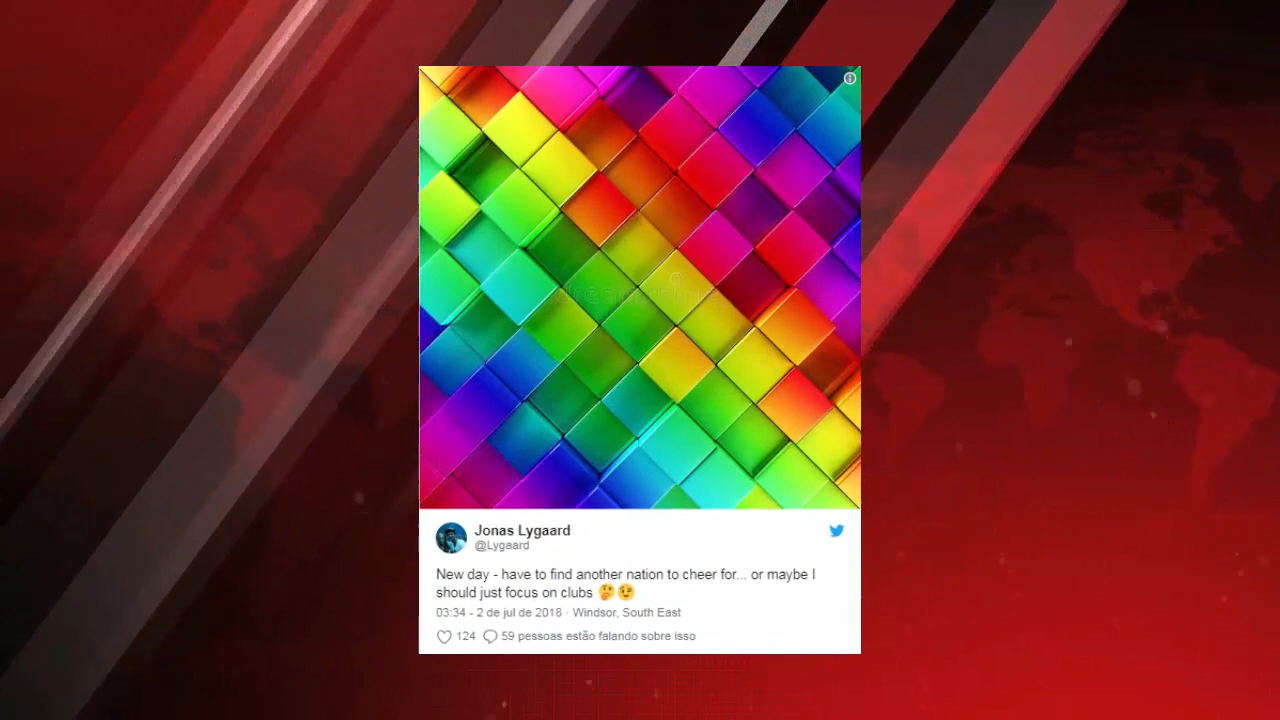 Jonas Lygaard
@Lygaard
New day - have to find another nation to cheer for... or maybe I
should just focus on clubs 🤔😉
03:34 - 2 de jul de 2018 · Windsor, South East
124 59 pessoas estão falando sobre isso